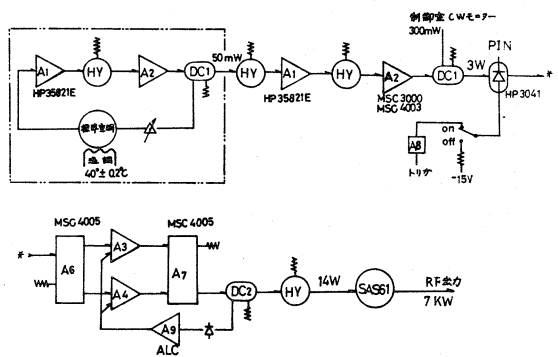 制御室CWモニター
300mW
50mW
PIN
A1
HY
A2
DC1
HY
A1
HY
A2
DC1
3W
*
HP35821E
HP35821E
MSC3000
MSG4003
HP3041
標準空胴
恒温
40°±0.2℃
on
off
A8
トリガ
-15V
MSG4005
MSC4005
*
A6
A3
A7
A4
DC2
HY
14W
SAS61
RF出力
7KW
A9
ALC